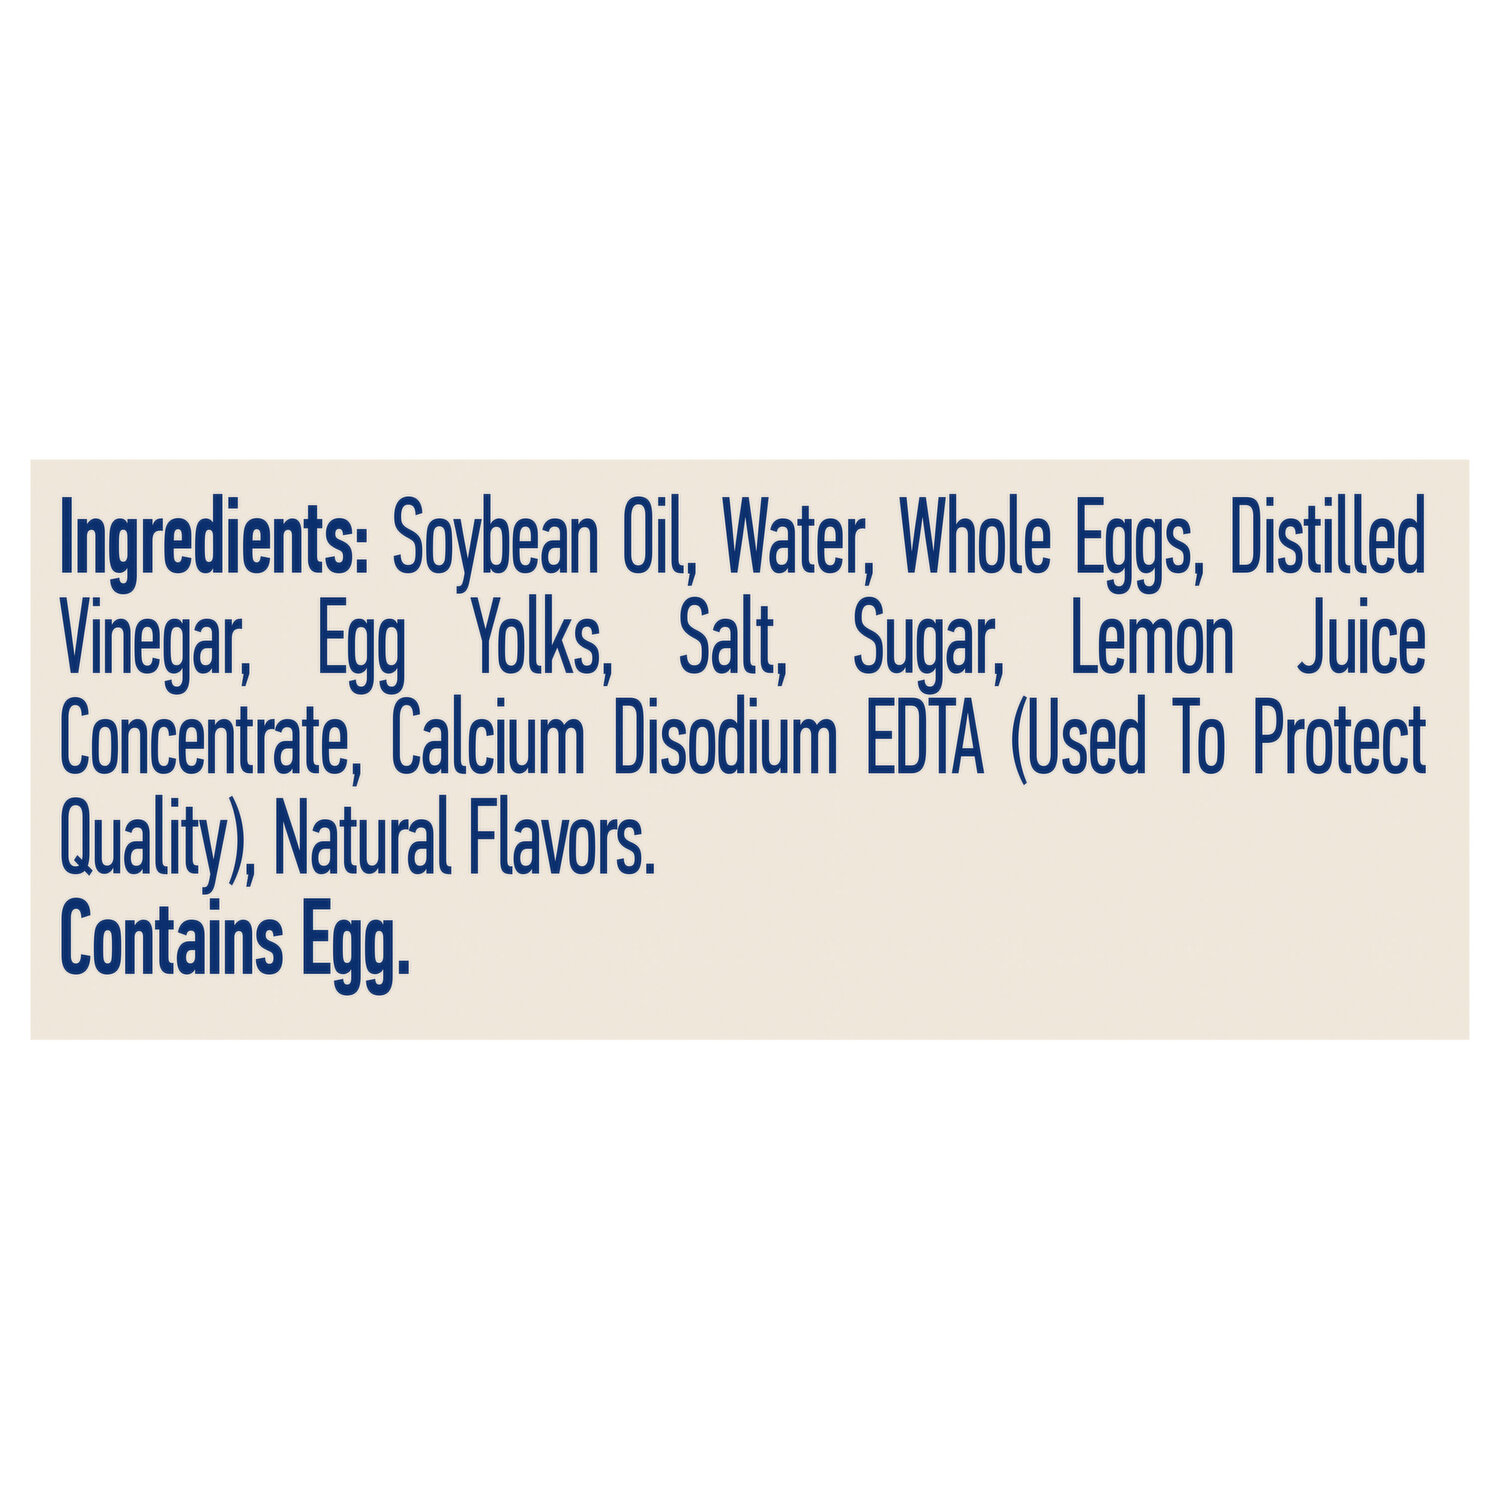 Ingredients: Soybean Oil, Water, Whole Eggs, Distilled
Vinegar, Egg Yolks, Salt, Sugar, Lemon Juice
Concentrate, Calcium Disodium EDTA (Used To Protect
Quality), Natural Flavors.
Contains Egg.